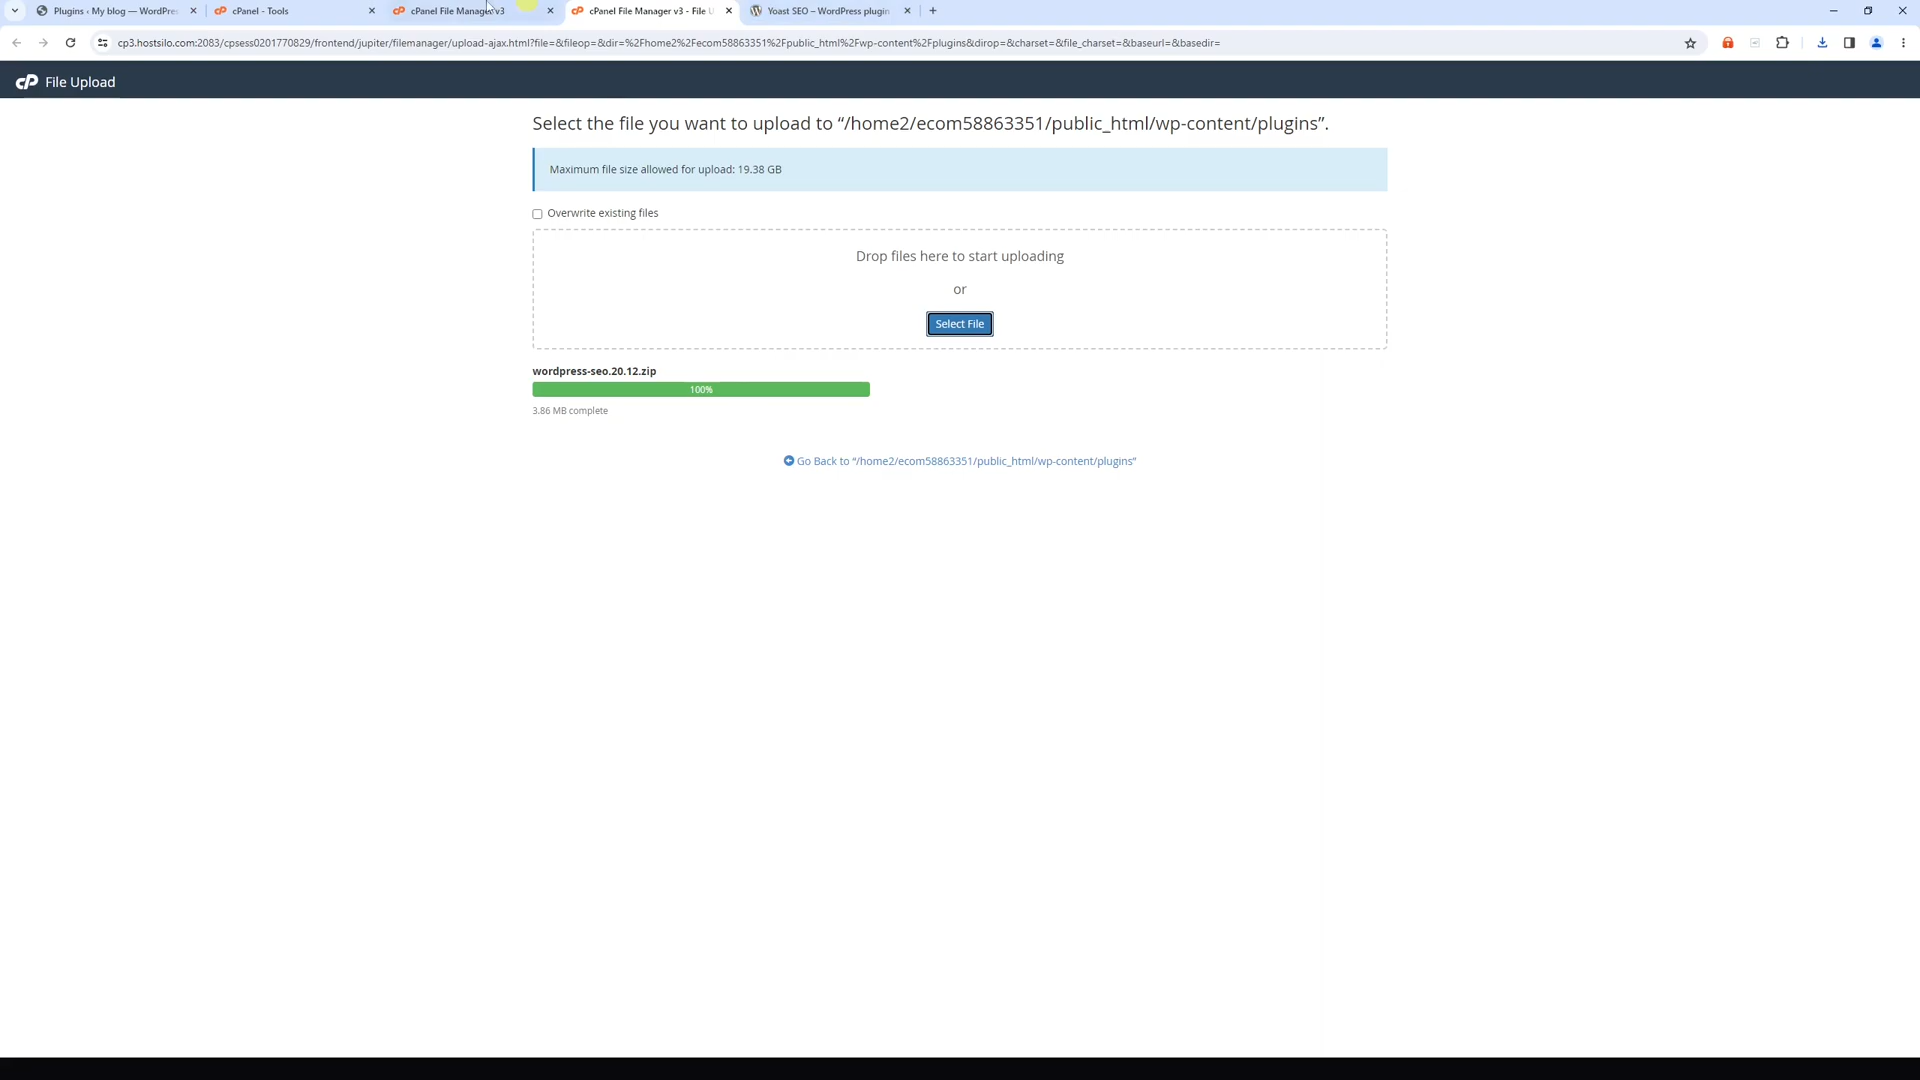 Plugins ‹ My blog — WordPre
cPanel - Tools
cPanel File Manager v3
cPanel File Manager v3 - File U
Yoast SEO – WordPress plugin
cp3.hostsilo.com:2083/cpsess0201770829/frontend/jupiter/filemanager/upload-ajax.html?file=&fileop=&dir=%2Fhome2%2Fecom58863351%2Fpublic_html%2Fwp-content%2Fplugins&dirop=&charset=&file_charset=&baseurl=&basedir=
cP File Upload
Select the file you want to upload to “/home2/ecom58863351/public_html/wp-content/plugins”.
Maximum file size allowed for upload: 19.38 GB
Overwrite existing files
Drop files here to start uploading
or
Select File
wordpress-seo.20.12.zip
100%
3.86 MB complete
Go Back to “/home2/ecom58863351/public_html/wp-content/plugins”